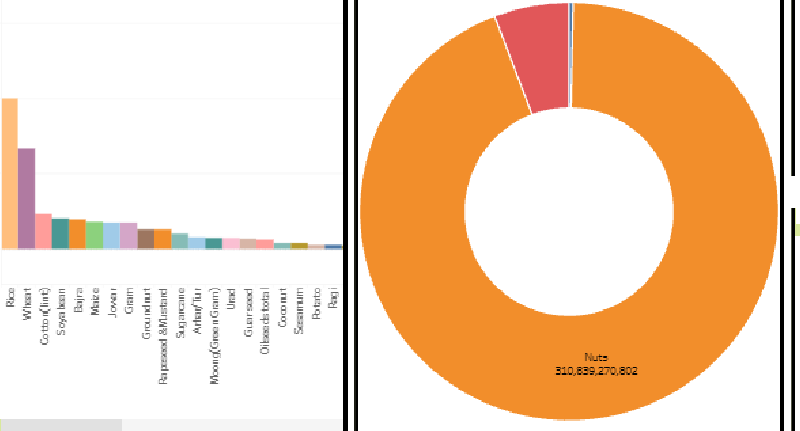 Rice
Wheat
Cotton(lint)
Soyabean
Bajra
Maize
Jowar
Gram
Groundnut
Rapeseed &Mustard
Sugarcane
Arhar/Tur
Moong(Green Gram)
Urad
Guar seed
Oilseeds total
Coconut
Sesamum
Potato
Ragi
Nuts
310,839,270,802